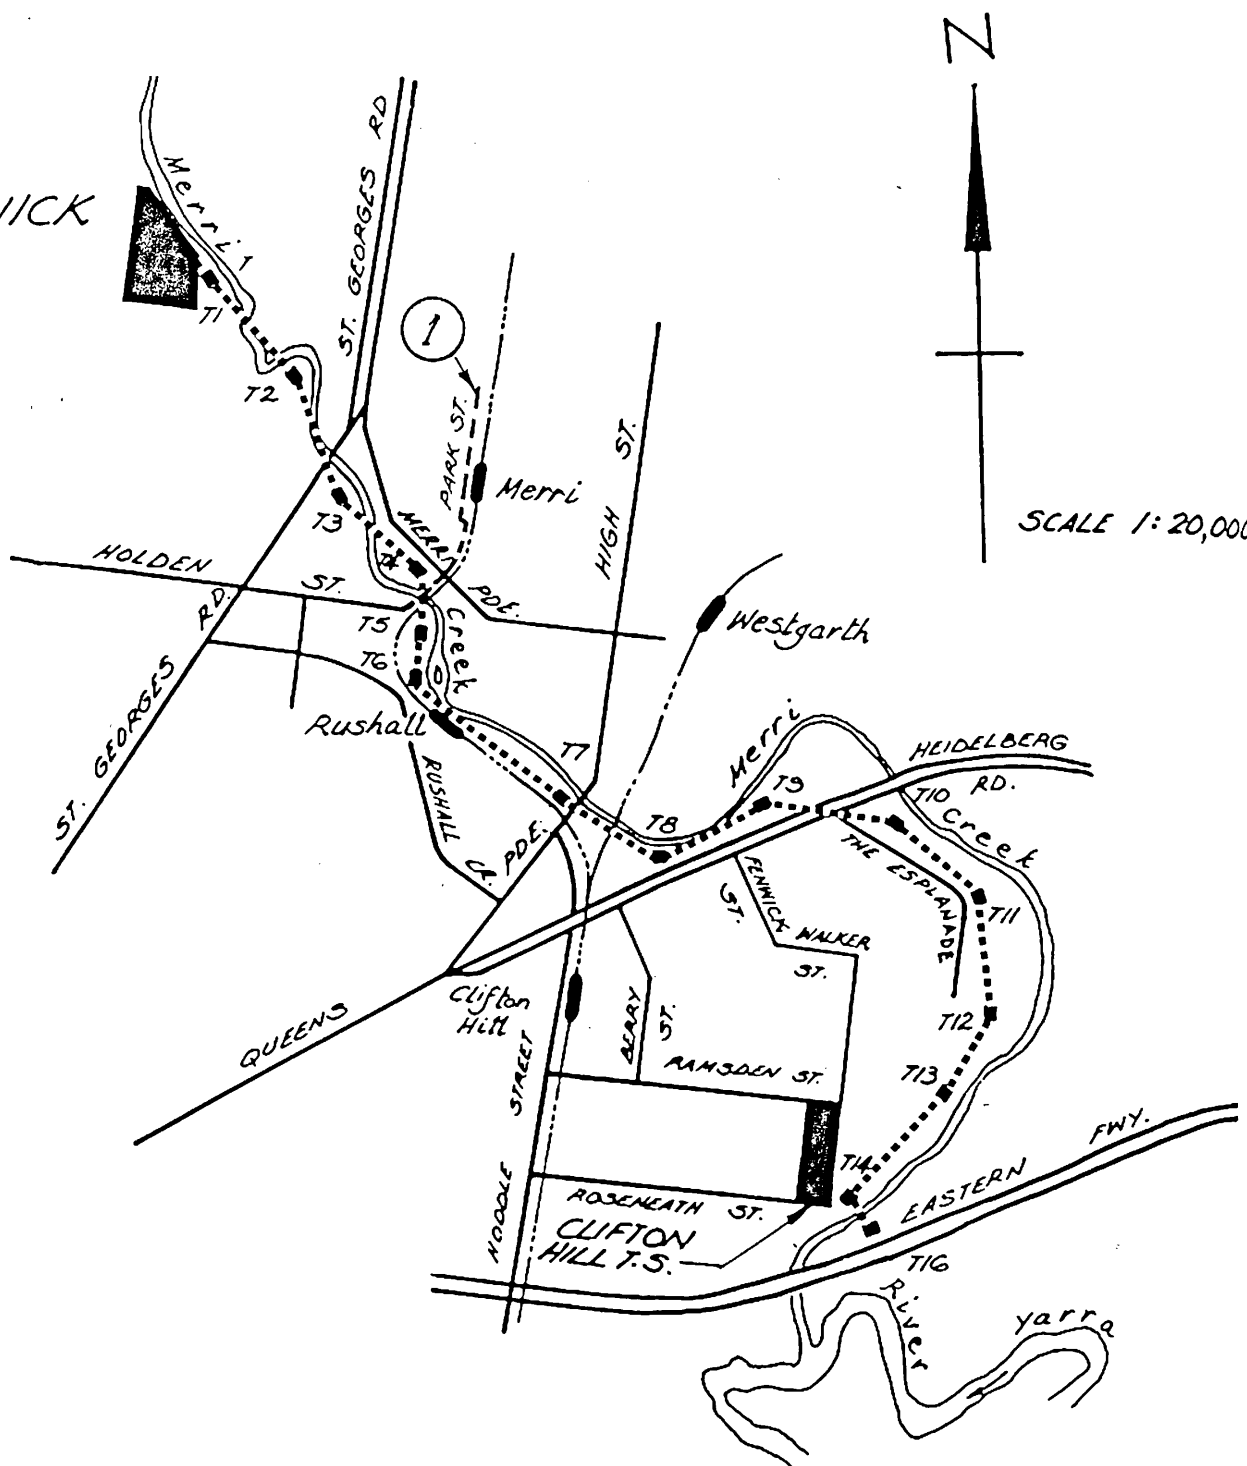 N
ST. GEORGES RD
Merri
T1
1
T2
PARK ST.
HIGH ST.
Merri
SCALE 1:20,000
T3
MERRI PDE.
T4
HOLDEN ST.
T5
T6
Creek
Westgarth
ST. GEORGES RD.
Rushall
RUSHALL CR.
T7
Merri
HEIDELBERG RD.
T8
T9
T10
Creek
PDE.
THE ESPLANADE
FENWICK ST.
WALKER ST.
T11
QUEENS
Clifton
Hill
BERRY ST.
T12
RAMSDEN ST.
T13
STREET
HODDLE
T14
ROSENEATH ST.
CLIFTON
HILL T.S.
EASTERN FWY.
T16
River
Yarra